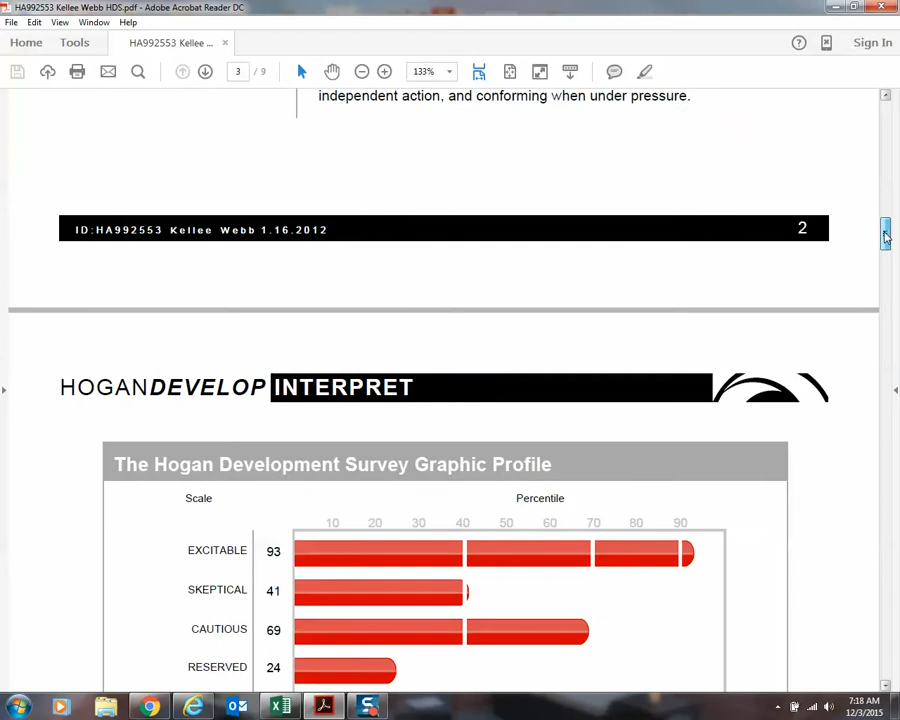 HA992553 Kellee Webb HDS.pdf - Adobe Acrobat Reader DC
File Edit View Window Help
Home Tools HA992553 Kellee ... × Sign In
3 / 9 133%
independent action, and conforming when under pressure.
ID:HA992553 Kellee Webb 1.16.2012 2
HOGANDEVELOP INTERPRET
The Hogan Development Survey Graphic Profile
Scale Percentile
10 20 30 40 50 60 70 80 90
EXCITABLE 93
SKEPTICAL 41
CAUTIOUS 69
RESERVED 24
7:18 AM
12/3/2015